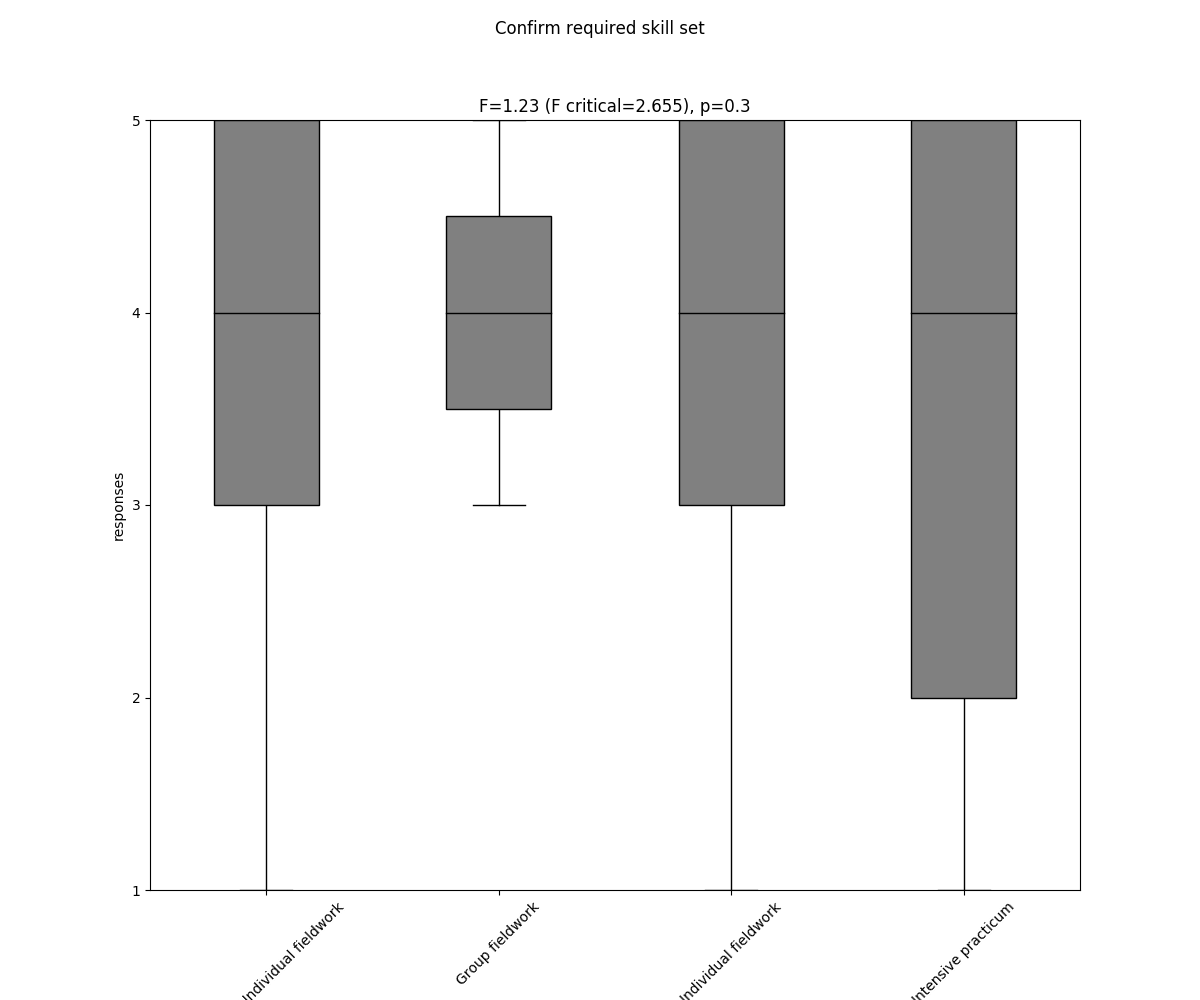 Confirm required skill set
F=1.23 (F critical=2.655), p=0.3
5
4
3
2
1
responses
Individual fieldwork
Group fieldwork
Individual fieldwork
Intensive practicum